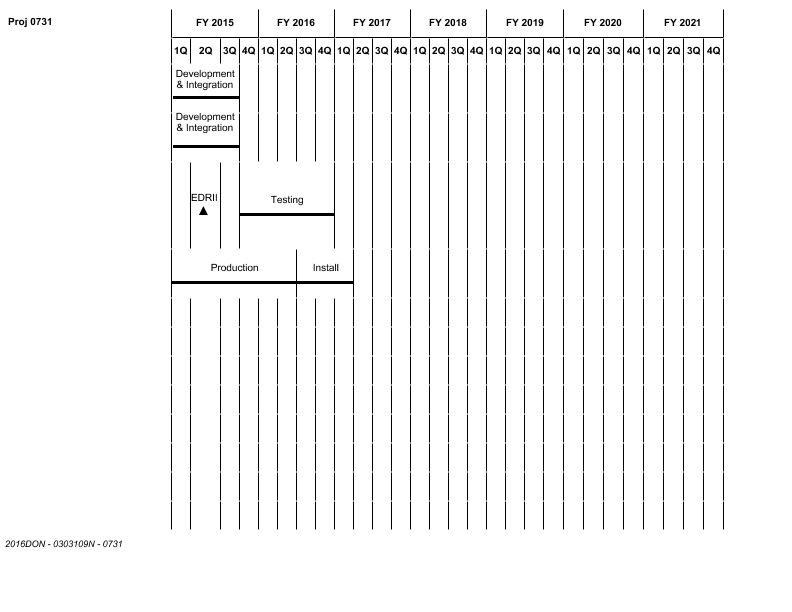 Proj 0731
FY 2015 FY 2016 FY 2017 FY 2018 FY 2019 FY 2020 FY 2021
1Q 2Q 3Q 4Q 1Q 2Q 3Q 4Q 1Q 2Q 3Q 4Q 1Q 2Q 3Q 4Q 1Q 2Q 3Q 4Q 1Q 2Q 3Q 4Q 1Q 2Q 3Q 4Q
Development
& Integration
Development
& Integration
EDRII
Testing
Production Install
2016DON - 0303109N - 0731